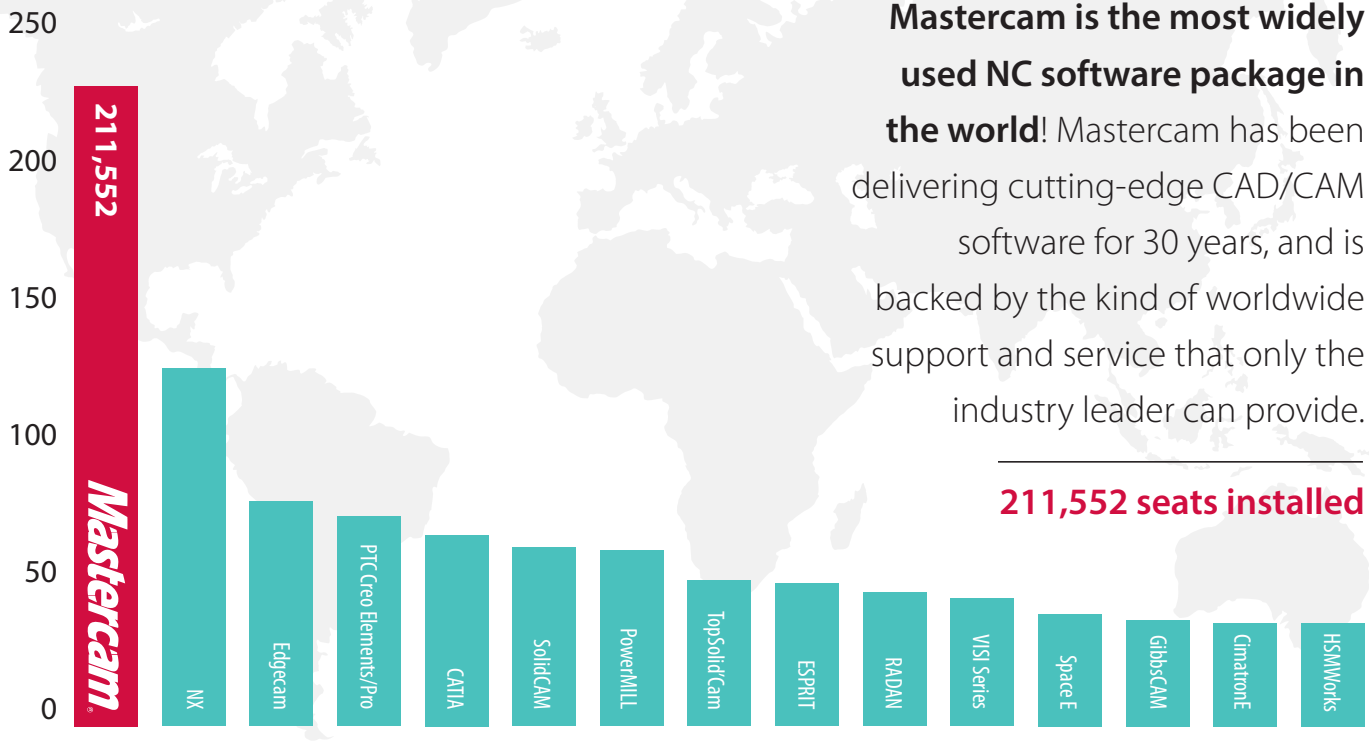 250
200
150
100
50
0
211,552
Mastercam®
NX
Edgecam
PTC Creo Elements/Pro
CATIA
SolidCAM
PowerMILL
TopSolid'Cam
ESPRIT
RADAN
VISI Series
Space E
GibbsCAM
CimatronE
HSMWorks
Mastercam is the most widely
used NC software package in
the world! Mastercam has been
delivering cutting-edge CAD/CAM
software for 30 years, and is
backed by the kind of worldwide
support and service that only the
industry leader can provide.
211,552 seats installed